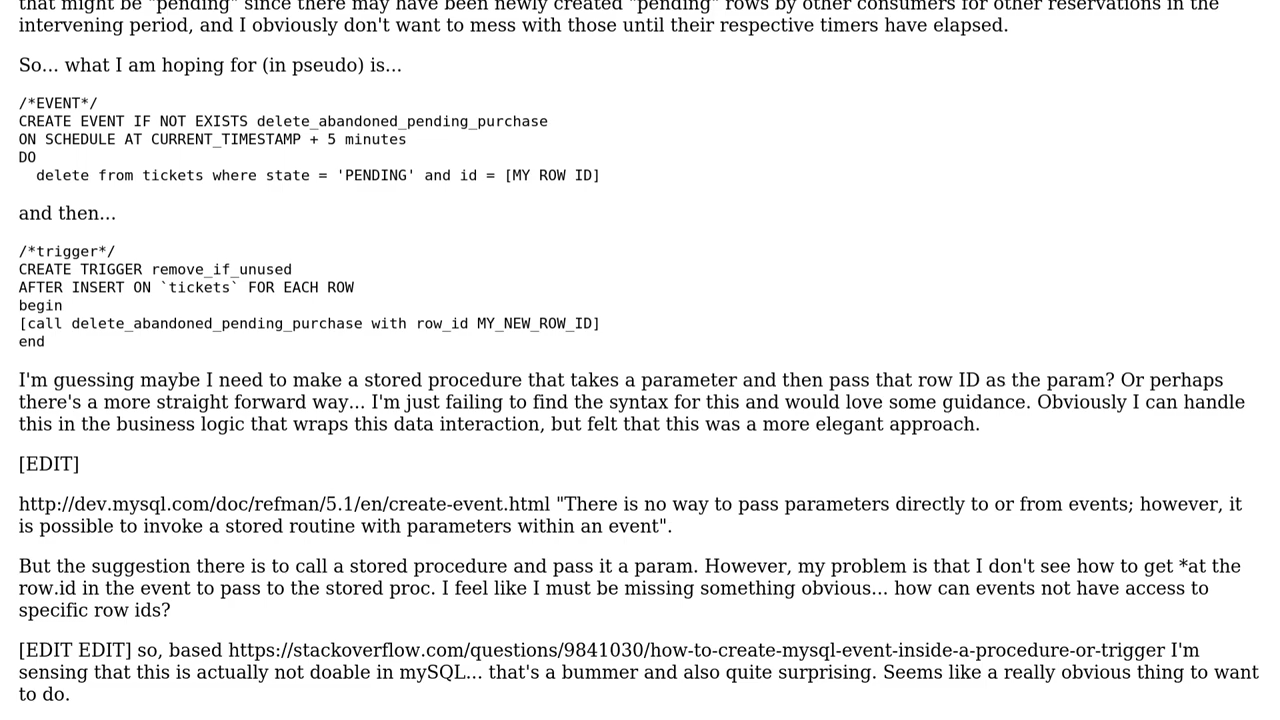 that might be "pending" since there may have been newly created "pending" rows by other consumers for other reservations in the
intervening period, and I obviously don't want to mess with those until their respective timers have elapsed.
So... what I am hoping for (in pseudo) is...
/*EVENT*/
CREATE EVENT IF NOT EXISTS delete_abandoned_pending_purchase
ON SCHEDULE AT CURRENT_TIMESTAMP + 5 minutes
DO
  delete from tickets where state = 'PENDING' and id = [MY ROW ID]
and then...
/*trigger*/
CREATE TRIGGER remove_if_unused
AFTER INSERT ON `tickets` FOR EACH ROW
begin
[call delete_abandoned_pending_purchase with row_id MY_NEW_ROW_ID]
end
I'm guessing maybe I need to make a stored procedure that takes a parameter and then pass that row ID as the param? Or perhaps
there's a more straight forward way... I'm just failing to find the syntax for this and would love some guidance. Obviously I can handle
this in the business logic that wraps this data interaction, but felt that this was a more elegant approach.
[EDIT]
http://dev.mysql.com/doc/refman/5.1/en/create-event.html "There is no way to pass parameters directly to or from events; however, it
is possible to invoke a stored routine with parameters within an event".
But the suggestion there is to call a stored procedure and pass it a param. However, my problem is that I don't see how to get *at the
row.id in the event to pass to the stored proc. I feel like I must be missing something obvious... how can events not have access to
specific row ids?
[EDIT EDIT] so, based https://stackoverflow.com/questions/9841030/how-to-create-mysql-event-inside-a-procedure-or-trigger I'm
sensing that this is actually not doable in mySQL... that's a bummer and also quite surprising. Seems like a really obvious thing to want
to do.